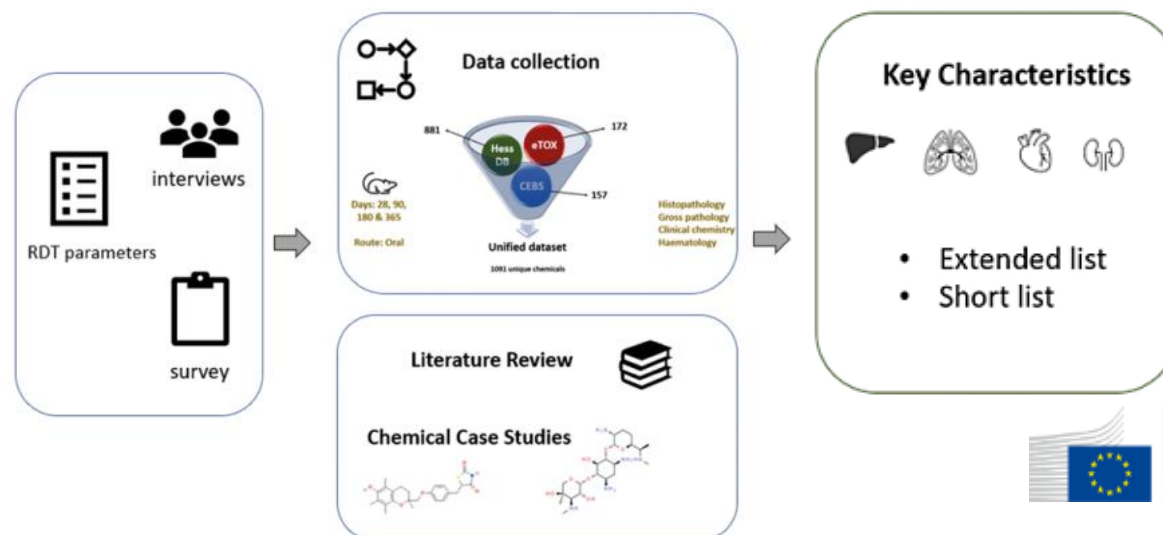 interviews
RDT parameters
survey
Data collection
881
172
Hess
DB
eTOX
CEBS
157
Days: 28, 90,
180 & 365
Route: Oral
Histopathology
Gross pathology
Clinical chemistry
Haematology
Unified dataset
1091 unique chemicals
Literature Review
Chemical Case Studies
Key Characteristics
• Extended list
• Short list